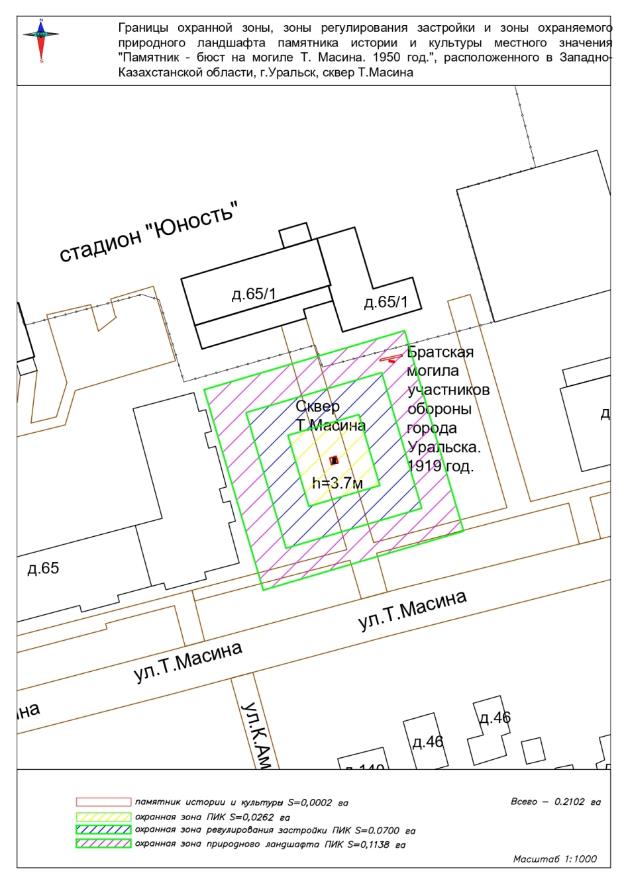 Границы охранной зоны, зоны регулирования застройки и зоны охраняемого
природного ландшафта памятника истории и культуры местного значения
"Памятник - бюст на могиле Т. Масина. 1950 год.", расположенного в Западно-
Казахстанской области, г.Уральск, сквер Т.Масина
стадион "Юность"
д.65/1
д.65/1
Братская
могила
участников
обороны
города
Уральска.
1919 год.
Сквер
Т.Масина
h=3.7м
д
д.65
ул.Т.Масина
ул.Т.Масина
на
ул.К.Ам
д.46
д.46
памятник истории и культуры S=0,0002 га
Всего – 0.2102 га
охранная зона ПИК S=0,0262 га
охранная зона регулирования застройки ПИК S=0.0700 га
охранная зона природного ландшафта ПИК S=0,1138 га
Масштаб 1:1000